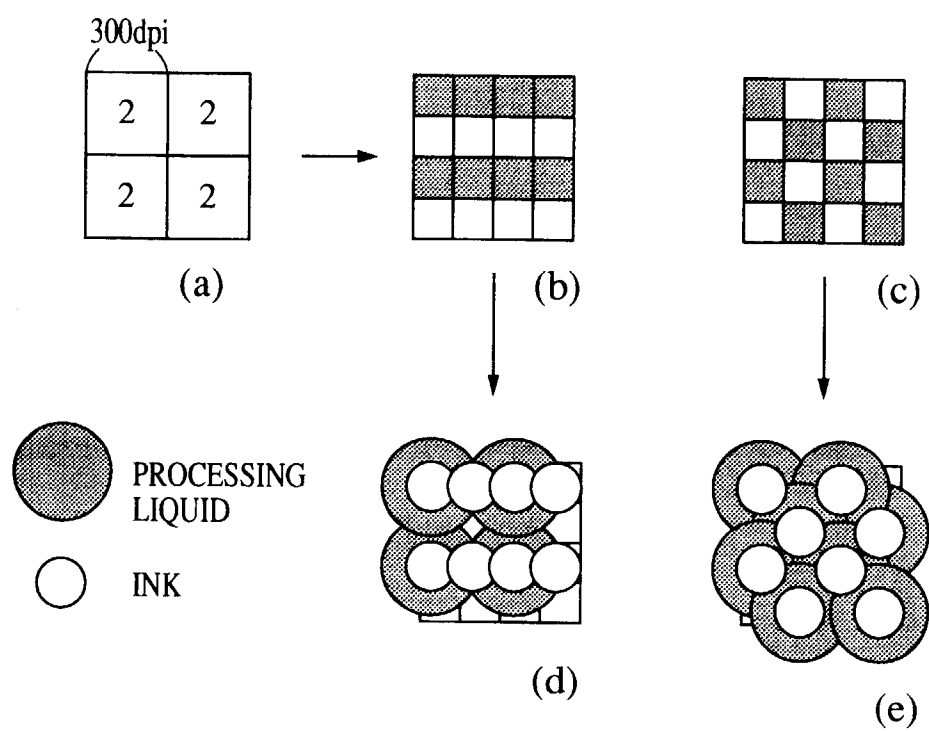 300dpi
2 2
2 2
(a)
(b)
(c)
PROCESSING
LIQUID
INK
(d)
(e)